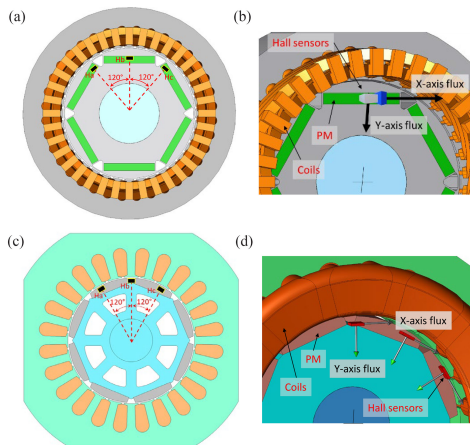 (a)
Hb
Ha
Hc
120°
120°
(b)
Hall sensors
X-axis flux
PM
Y-axis flux
Coils
(c)
Hb
Ha
Hc
120°
120°
(d)
PM
X-axis flux
Y-axis flux
Coils
Hall sensors